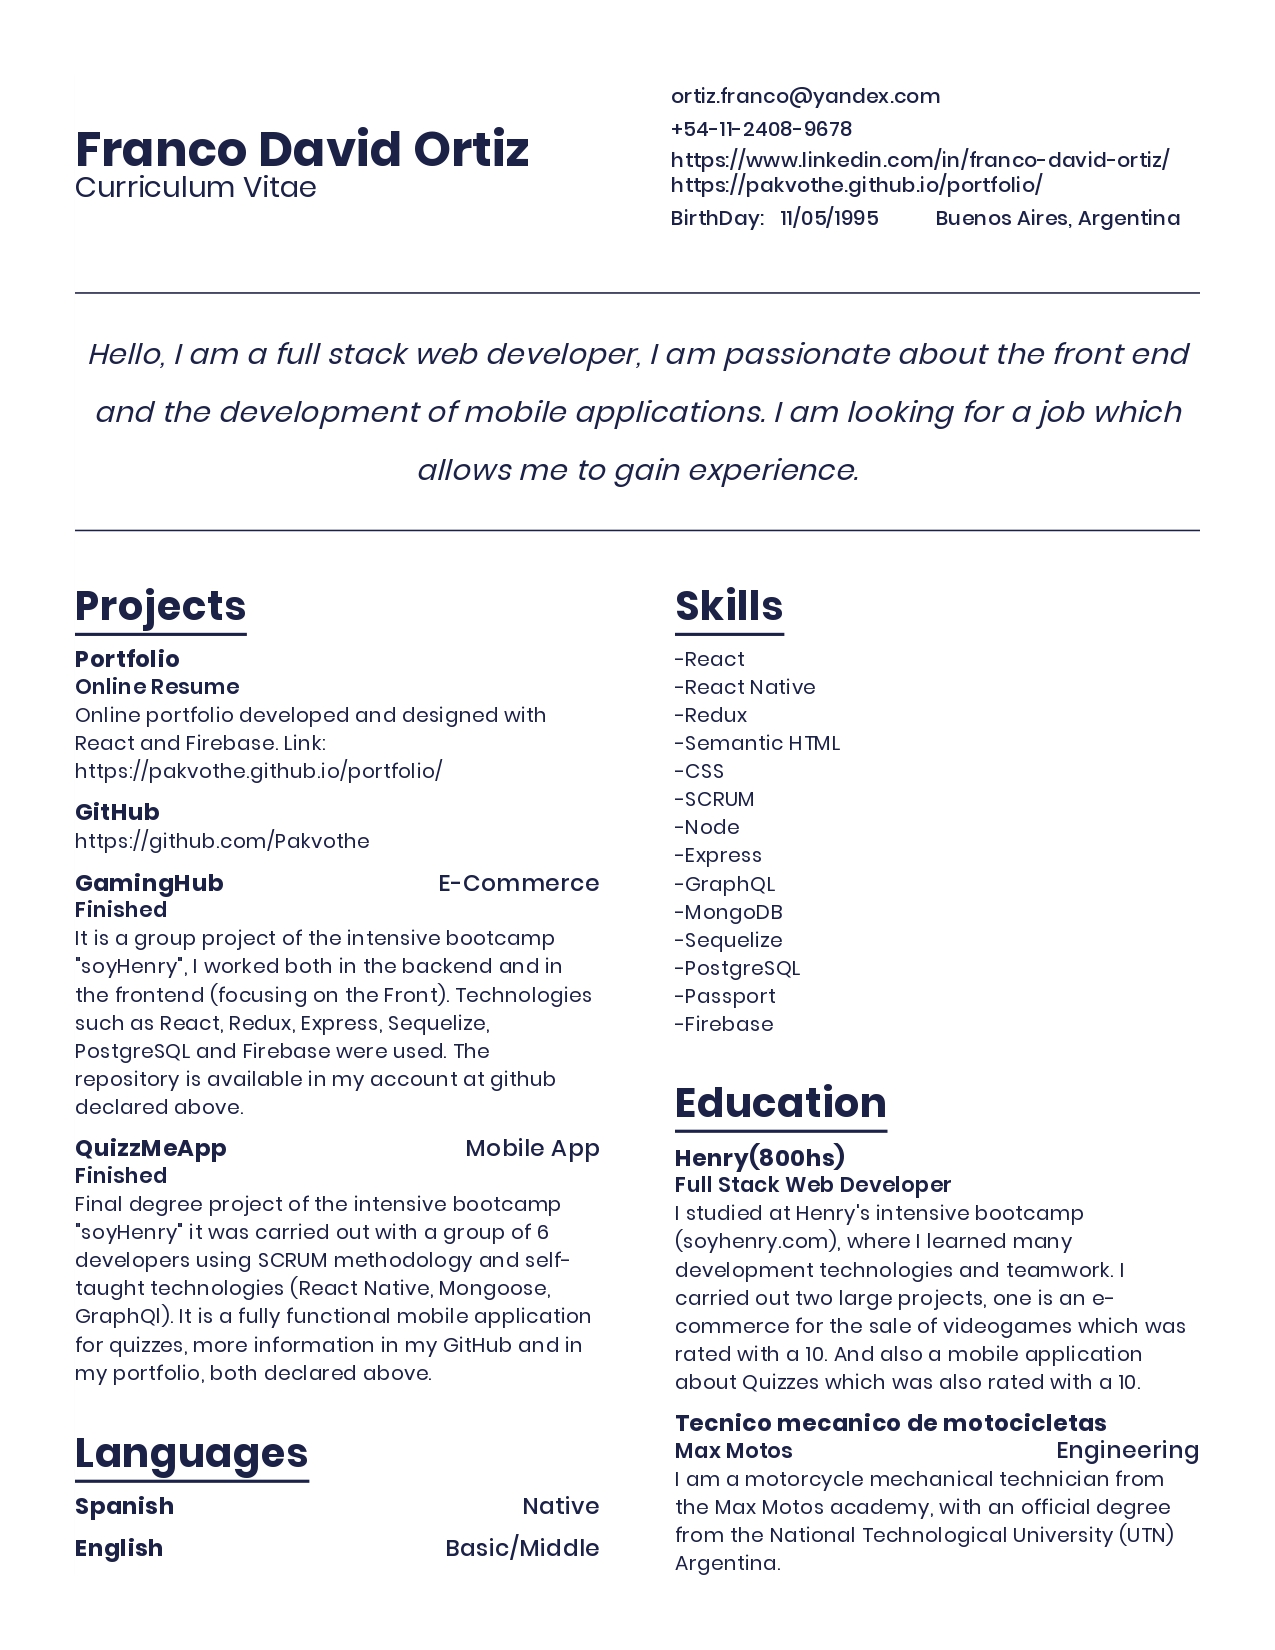 Franco David Ortiz
Curriculum Vitae
ortiz.franco@yandex.com
+54-11-2408-9678
https://www.linkedin.com/in/franco-david-ortiz/
https://pakvothe.github.io/portfolio/
BirthDay: 11/05/1995 Buenos Aires, Argentina
Hello, I am a full stack web developer, I am passionate about the front end
and the development of mobile applications. I am looking for a job which
allows me to gain experience.
Projects
Portfolio
Online Resume
Online portfolio developed and designed with
React and Firebase. Link:
https://pakvothe.github.io/portfolio/
GitHub
https://github.com/Pakvothe
GamingHub E-Commerce
Finished
It is a group project of the intensive bootcamp
"soyHenry", I worked both in the backend and in
the frontend (focusing on the Front). Technologies
such as React, Redux, Express, Sequelize,
PostgreSQL and Firebase were used. The
repository is available in my account at github
declared above.
QuizzMeApp Mobile App
Finished
Final degree project of the intensive bootcamp
"soyHenry" it was carried out with a group of 6
developers using SCRUM methodology and self-
taught technologies (React Native, Mongoose,
GraphQl). It is a fully functional mobile application
for quizzes, more information in my GitHub and in
my portfolio, both declared above.
Languages
Spanish Native
English Basic/Middle
Skills
-React
-React Native
-Redux
-Semantic HTML
-CSS
-SCRUM
-Node
-Express
-GraphQL
-MongoDB
-Sequelize
-PostgreSQL
-Passport
-Firebase
Education
Henry(800hs)
Full Stack Web Developer
I studied at Henry's intensive bootcamp
(soyhenry.com), where I learned many
development technologies and teamwork. I
carried out two large projects, one is an e-
commerce for the sale of videogames which was
rated with a 10. And also a mobile application
about Quizzes which was also rated with a 10.
Tecnico mecanico de motocicletas
Max Motos Engineering
I am a motorcycle mechanical technician from
the Max Motos academy, with an official degree
from the National Technological University (UTN)
Argentina.